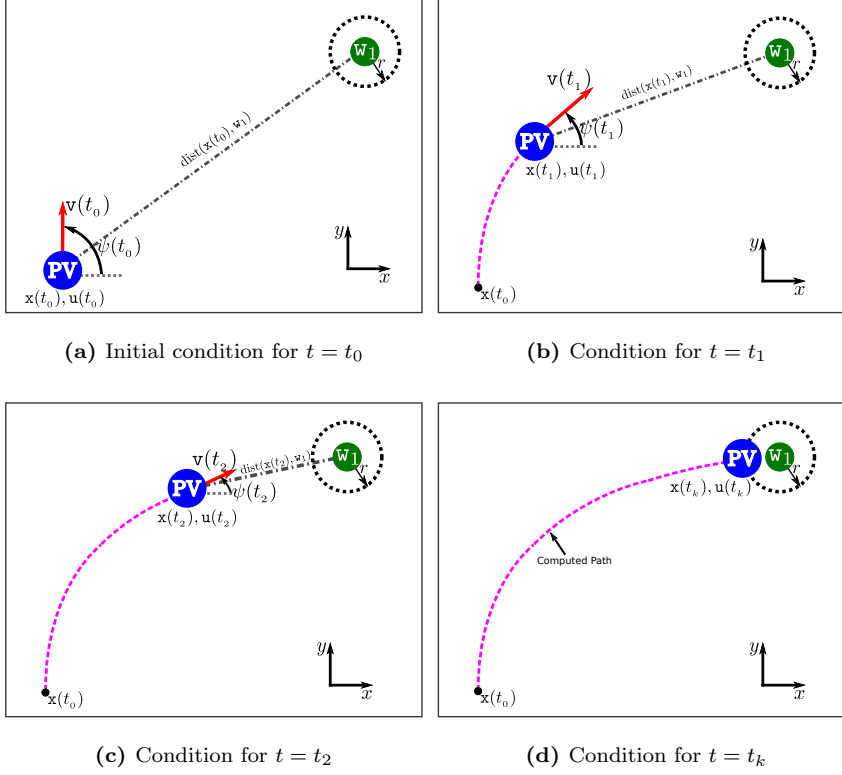 w₁
r
dist(x(t₀),w₁)
v(t₀)
ψ(t₀)
PV
x(t₀),u(t₀)
y
x
(a) Initial condition for t = t₀
w₁
r
v(t₁)
dist(x(t₁),w₁)
ψ(t₁)
PV
x(t₁),u(t₁)
y
x
x(t₀)
(b) Condition for t = t₁
w₁
r
v(t₂)
dist(x(t₂),w₁)
ψ(t₂)
PV
x(t₂),u(t₂)
y
x
x(t₀)
(c) Condition for t = t₂
PV
w₁
r
x(tₖ),u(tₖ)
Computed Path
y
x
x(t₀)
(d) Condition for t = tₖ